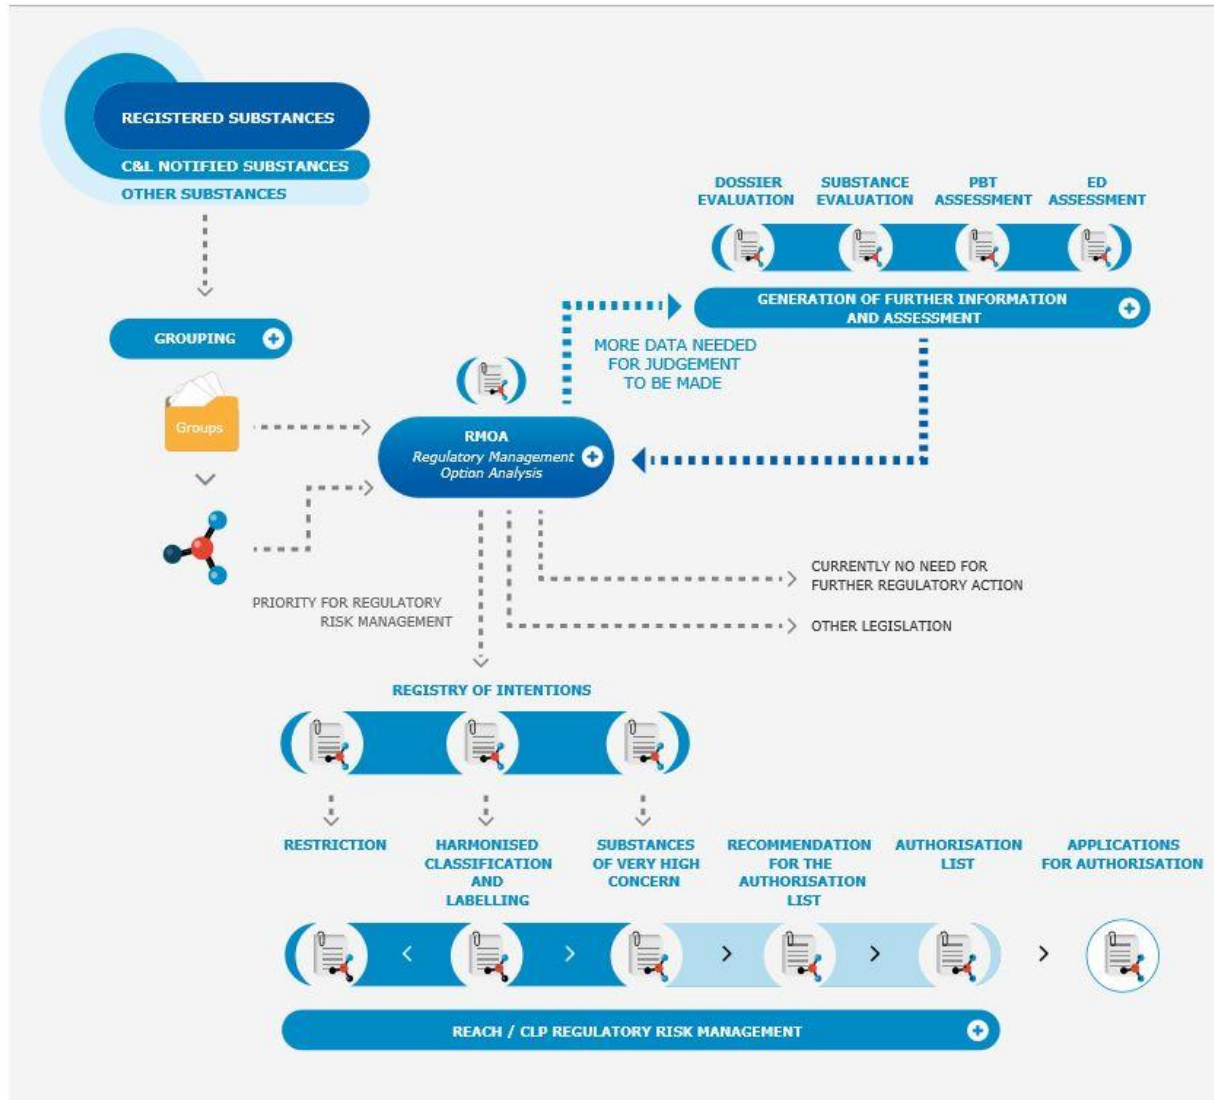 REGISTERED SUBSTANCES
C&L NOTIFIED SUBSTANCES
OTHER SUBSTANCES
DOSSIER
EVALUATION
SUBSTANCE
EVALUATION
PBT
ASSESSMENT
ED
ASSESSMENT
GENERATION OF FURTHER INFORMATION
AND ASSESSMENT
GROUPING
MORE DATA NEEDED
FOR JUDGEMENT
TO BE MADE
Groups
RMOA
Regulatory Management
Option Analysis
CURRENTLY NO NEED FOR
FURTHER REGULATORY ACTION
PRIORITY FOR REGULATORY
RISK MANAGEMENT
OTHER LEGISLATION
REGISTRY OF INTENTIONS
RESTRICTION
HARMONISED
CLASSIFICATION
AND
LABELLING
SUBSTANCES
OF VERY HIGH
CONCERN
RECOMMENDATION
FOR THE
AUTHORISATION
LIST
AUTHORISATION
LIST
APPLICATIONS
FOR AUTHORISATION
REACH / CLP REGULATORY RISK MANAGEMENT